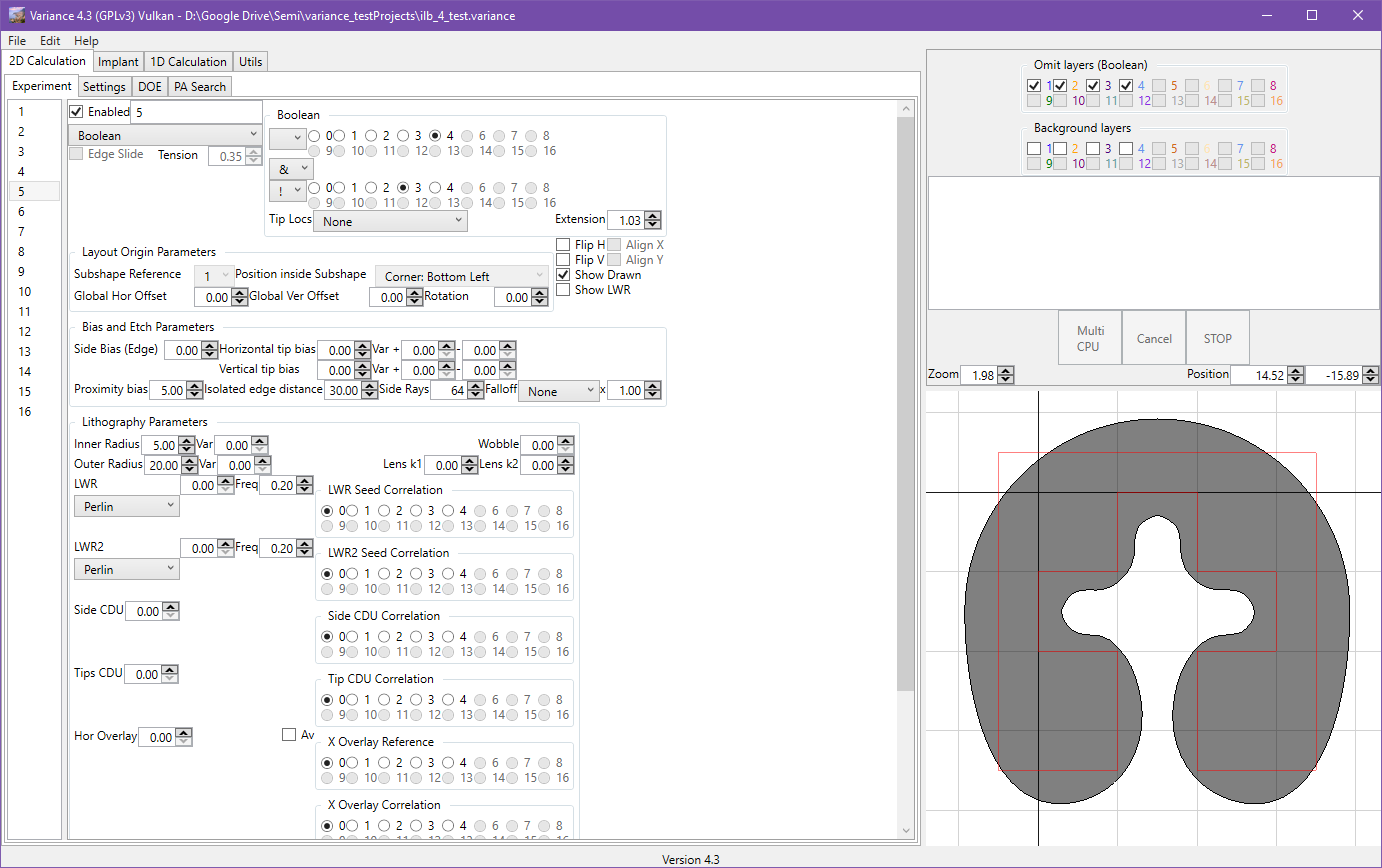 Variance 4.3 (GPLv3) Vulkan - D:\Google Drive\Semi\variance_testProjects\ilb_4_test.variance
File Edit Help
2D Calculation Implant 1D Calculation Utils
Experiment Settings DOE PA Search
1
2
3
4
5
6
7
8
9
10
11
12
13
14
15
16
Enabled 5
Boolean
Edge Slide Tension 0.35
Boolean
0 1 2 3 4 6 7 8
9 10 11 12 13 14 15 16
&
! 0 1 2 3 4 6 7 8
9 10 11 12 13 14 15 16
Tip Locs None Extension 1.03
Layout Origin Parameters
Subshape Reference 1 Position inside Subshape Corner: Bottom Left
Global Hor Offset 0.00 Global Ver Offset 0.00 Rotation 0.00
Flip H Align X
Flip V Align Y
Show Drawn
Show LWR
Bias and Etch Parameters
Side Bias (Edge) 0.00 Horizontal tip bias 0.00 Var + 0.00 - 0.00
Vertical tip bias 0.00 Var + 0.00 - 0.00
Proximity bias 5.00 Isolated edge distance 30.00 Side Rays 64 Falloff None x 1.00
Lithography Parameters
Inner Radius 5.00 Var 0.00 Wobble 0.00
Outer Radius 20.00 Var 0.00 Lens k1 0.00 Lens k2 0.00
LWR 0.00 Freq 0.20
Perlin
LWR Seed Correlation
0 1 2 3 4 6 7 8
9 10 11 12 13 14 15 16
LWR2 0.00 Freq 0.20
Perlin
LWR2 Seed Correlation
0 1 2 3 4 6 7 8
9 10 11 12 13 14 15 16
Side CDU 0.00
Side CDU Correlation
0 1 2 3 4 6 7 8
9 10 11 12 13 14 15 16
Tips CDU 0.00
Tip CDU Correlation
0 1 2 3 4 6 7 8
9 10 11 12 13 14 15 16
Hor Overlay 0.00 Av
X Overlay Reference
0 1 2 3 4 6 7 8
9 10 11 12 13 14 15 16
X Overlay Correlation
0 1 2 3 4 6 7 8
9 10 11 12 13 14 15 16
Omit layers (Boolean)
1 2 3 4 5 6 7 8
9 10 11 12 13 14 15 16
Background layers
1 2 3 4 5 6 7 8
9 10 11 12 13 14 15 16
Multi
CPU
Cancel STOP
Zoom 1.98 Position 14.52 -15.89
Version 4.3